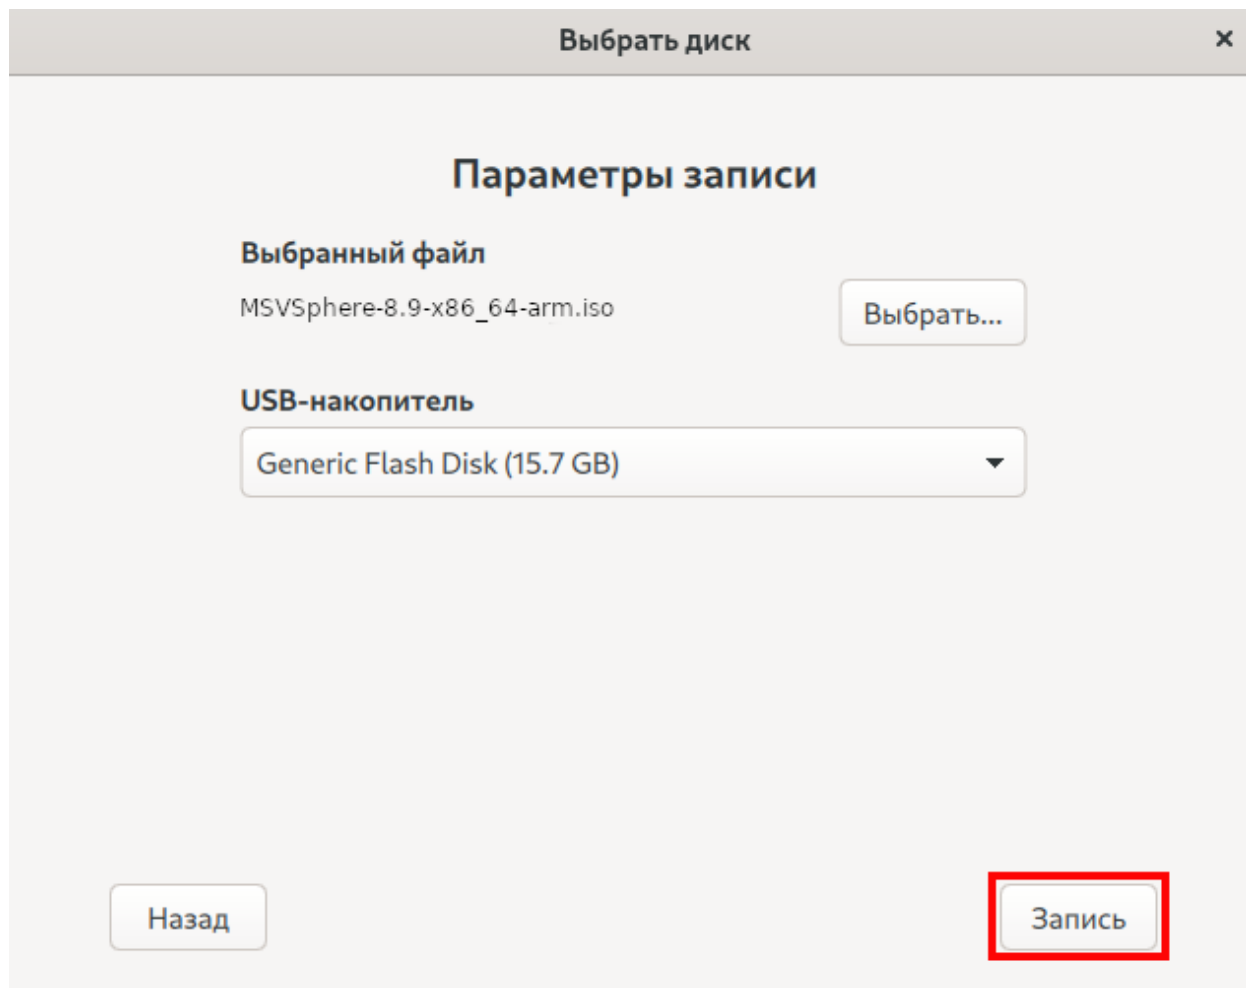 Выбрать диск
Параметры записи
Выбранный файл
MSVSphere-8.9-x86_64-arm.iso
Выбрать...
USB-накопитель
Generic Flash Disk (15.7 GB)
Назад
Запись